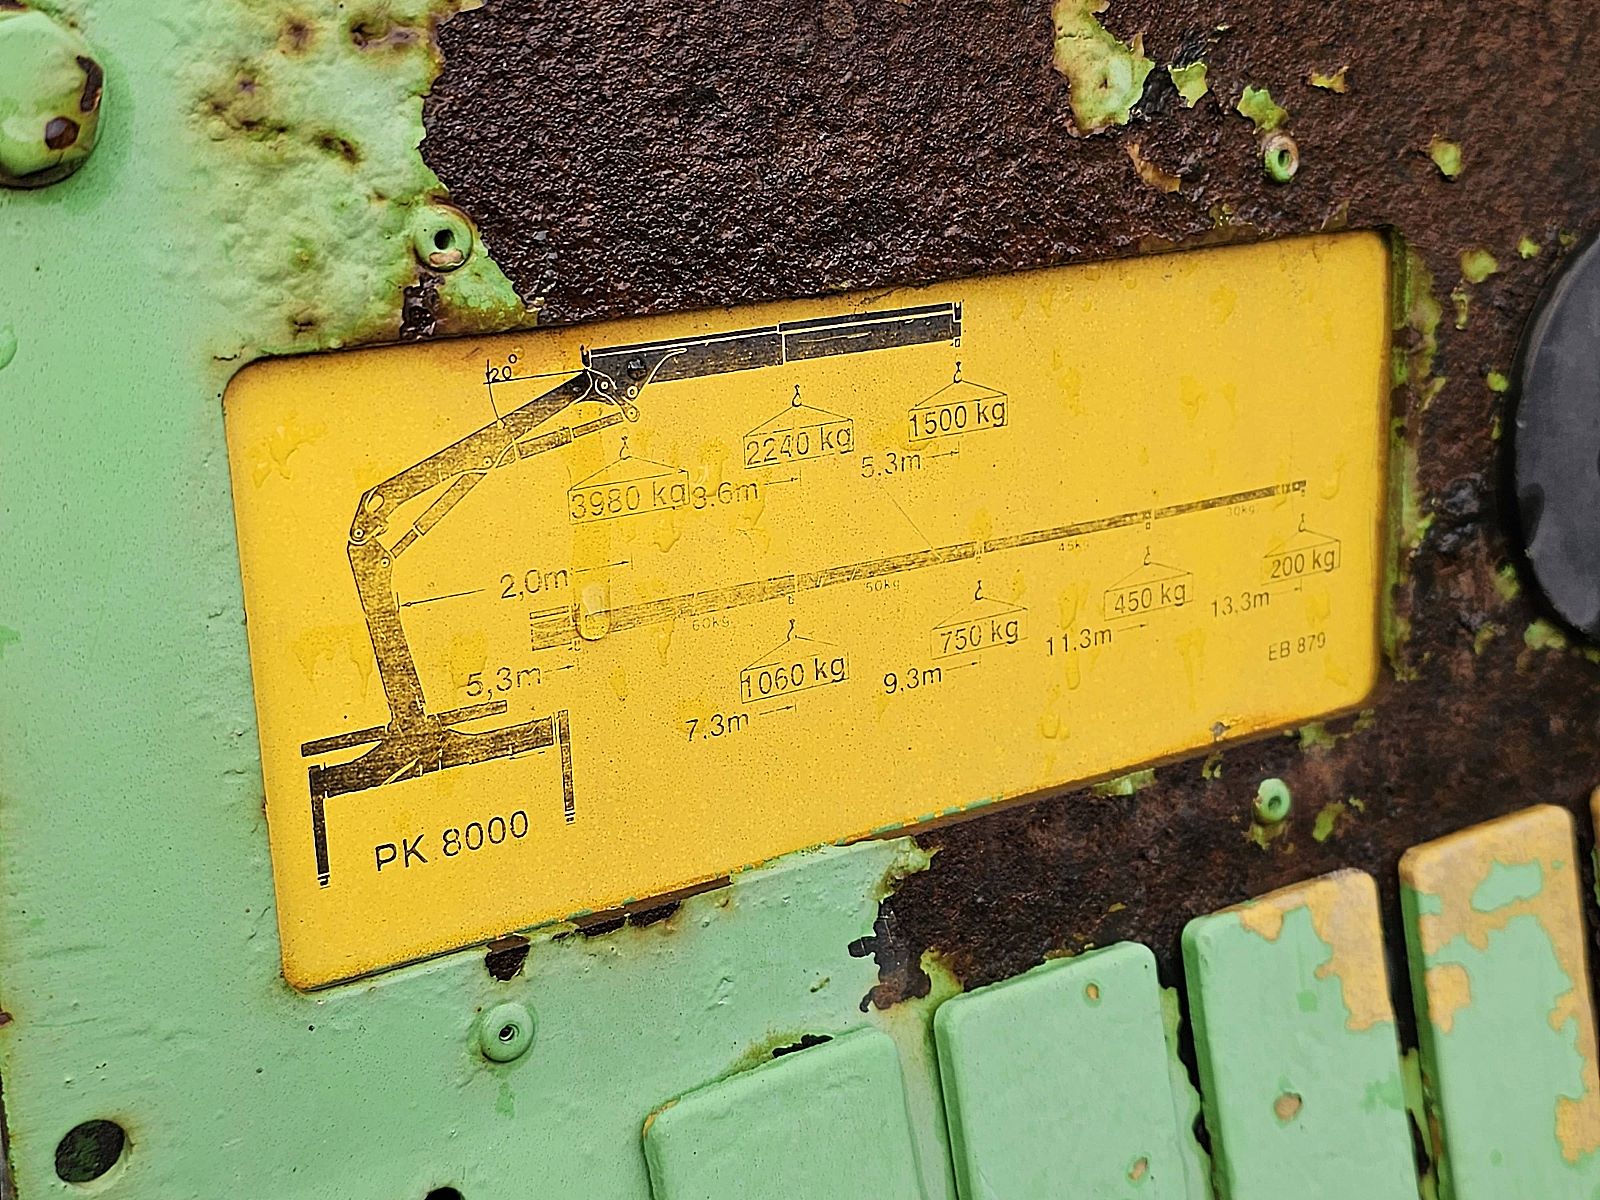 20°
1500 kg
2240 kg
5.3m
3980 kg
3.6m
30kg
45kg
200 kg
2,0m
50kg
450 kg
13.3m
60kg
750 kg
11.3m
EB 879
5,3m
1060 kg
9.3m
7.3m
PK 8000